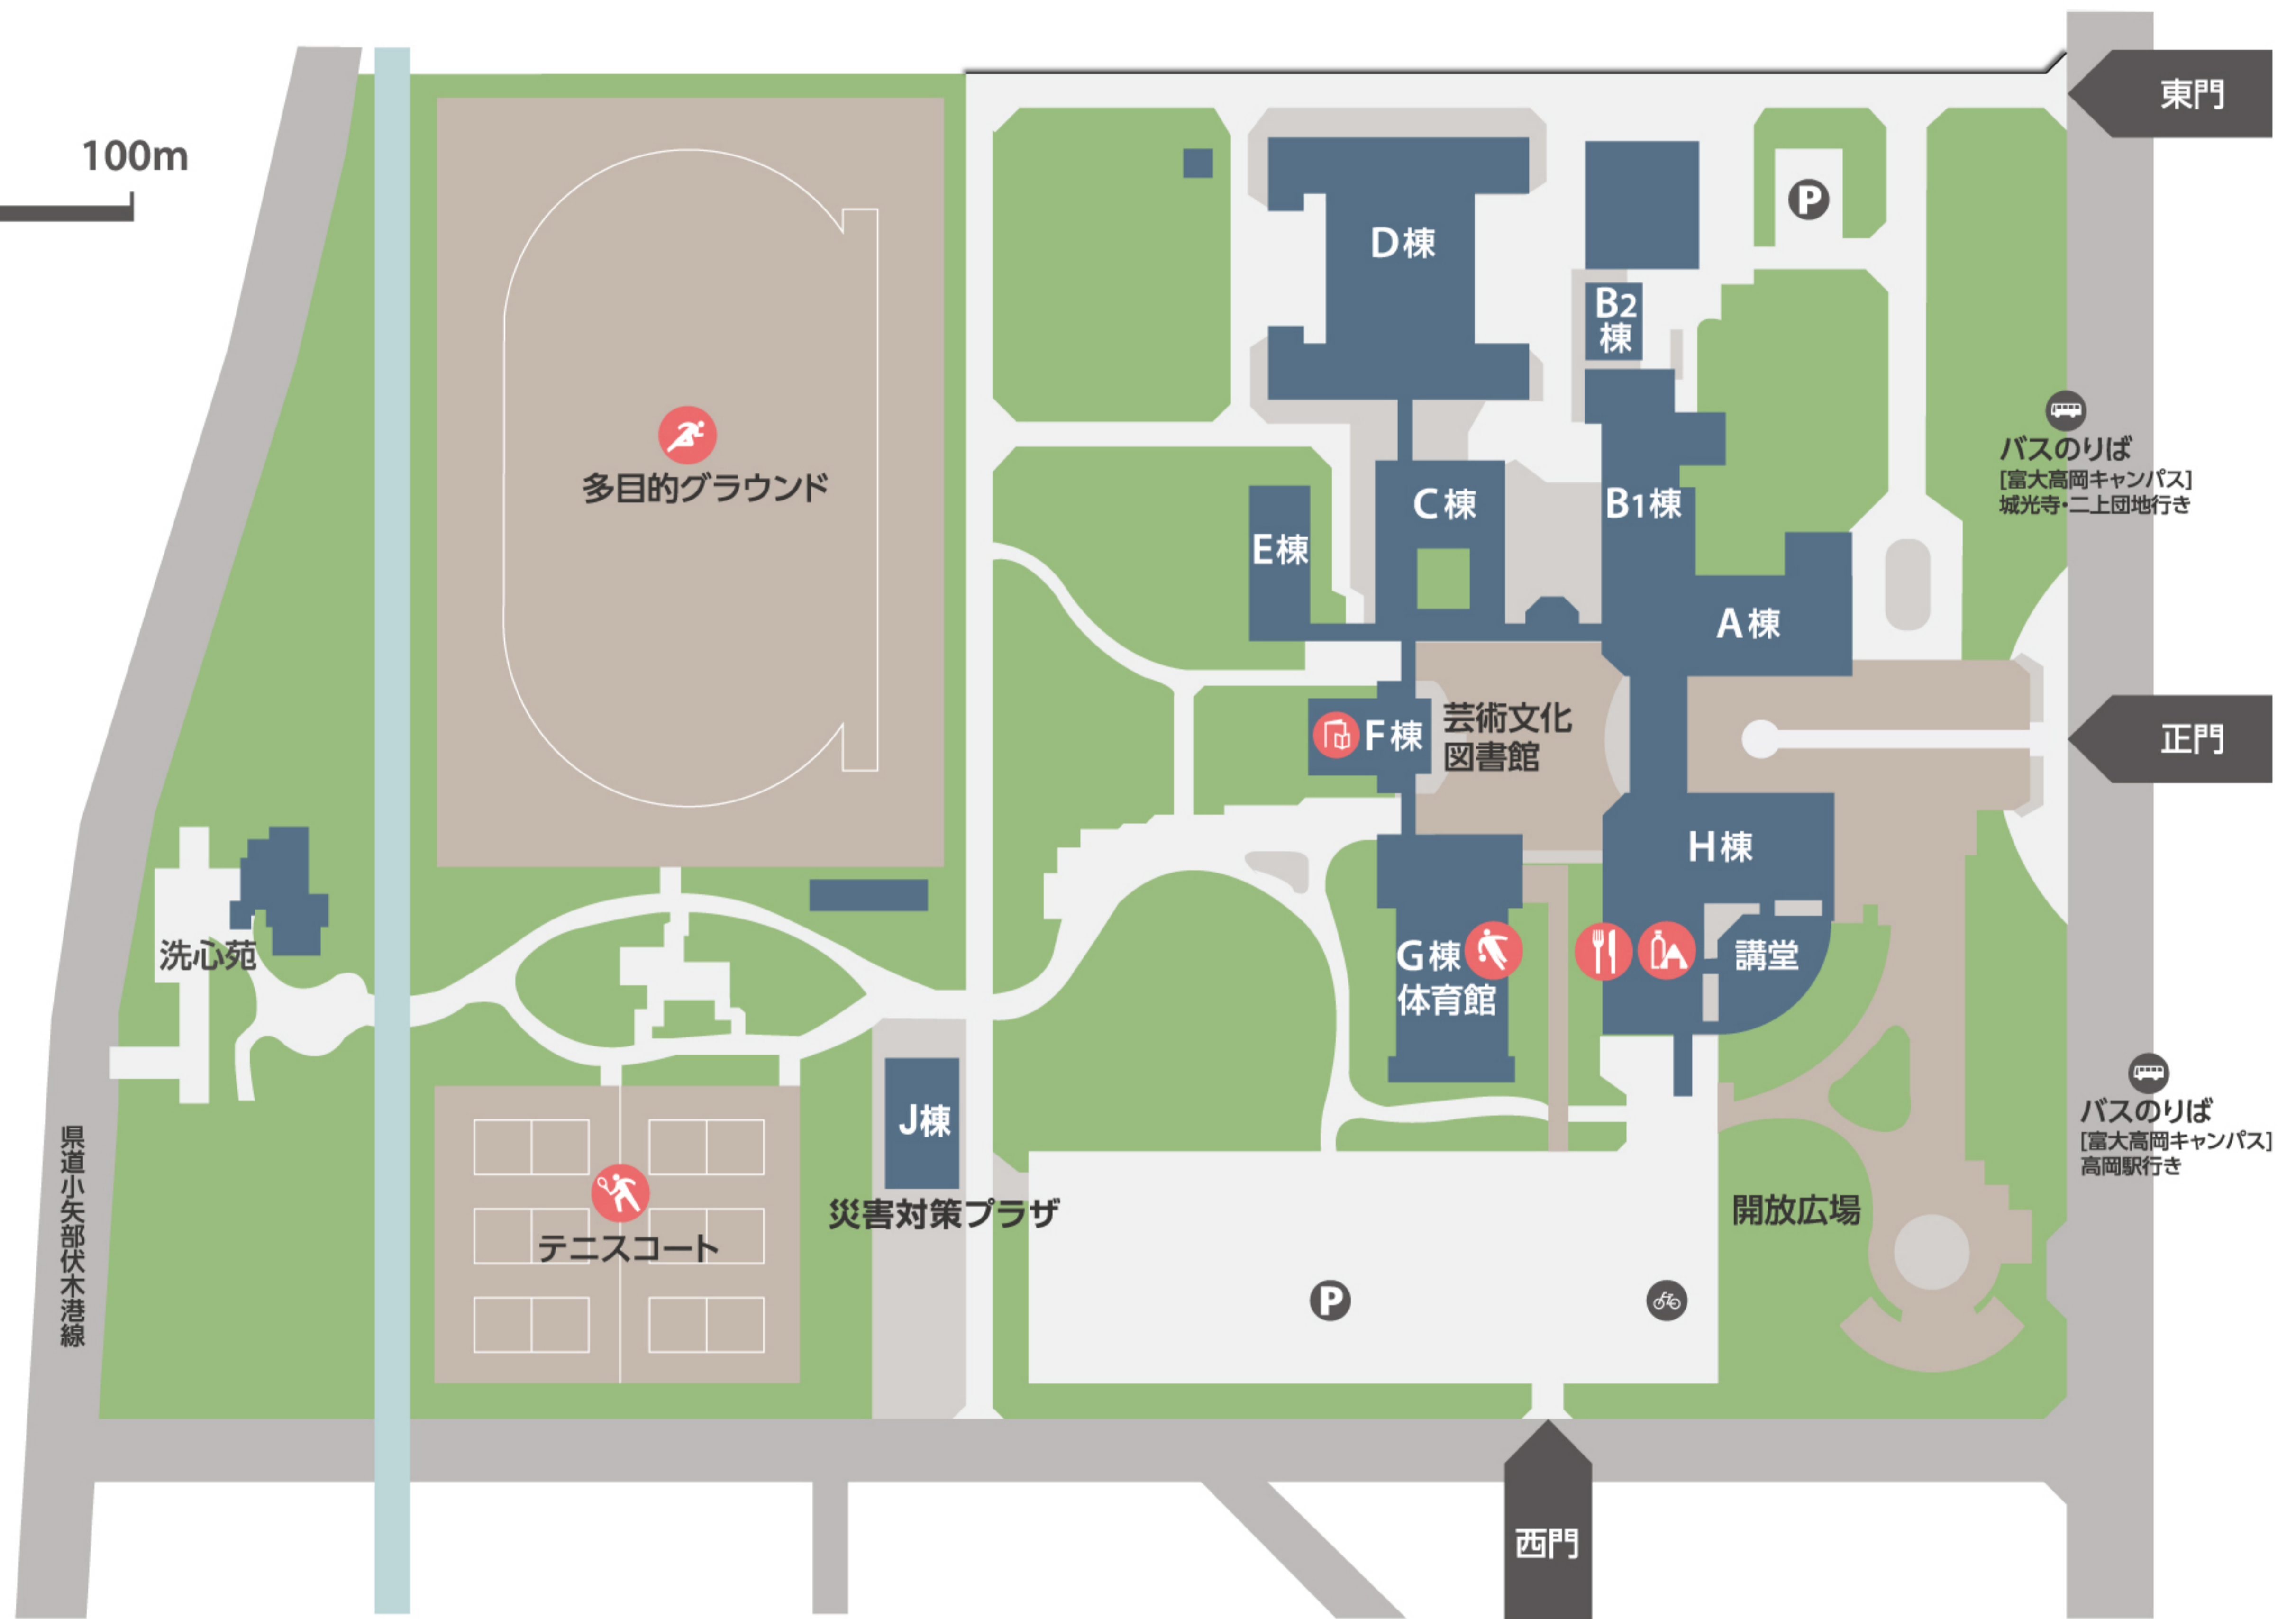 100m
東門
P
D棟
B2
棟
バスのりば
[富大高岡キャンパス]
城光寺・二上団地行き
多目的グラウンド
C棟
B1棟
E棟
A棟
F棟
芸術文化
図書館
正門
H棟
洗心苑
G棟
体育館
講堂
J棟
災害対策プラザ
テニスコート
県道小矢部伏木港線
バスのりば
[富大高岡キャンパス]
高岡駅行き
開放広場
P
西門